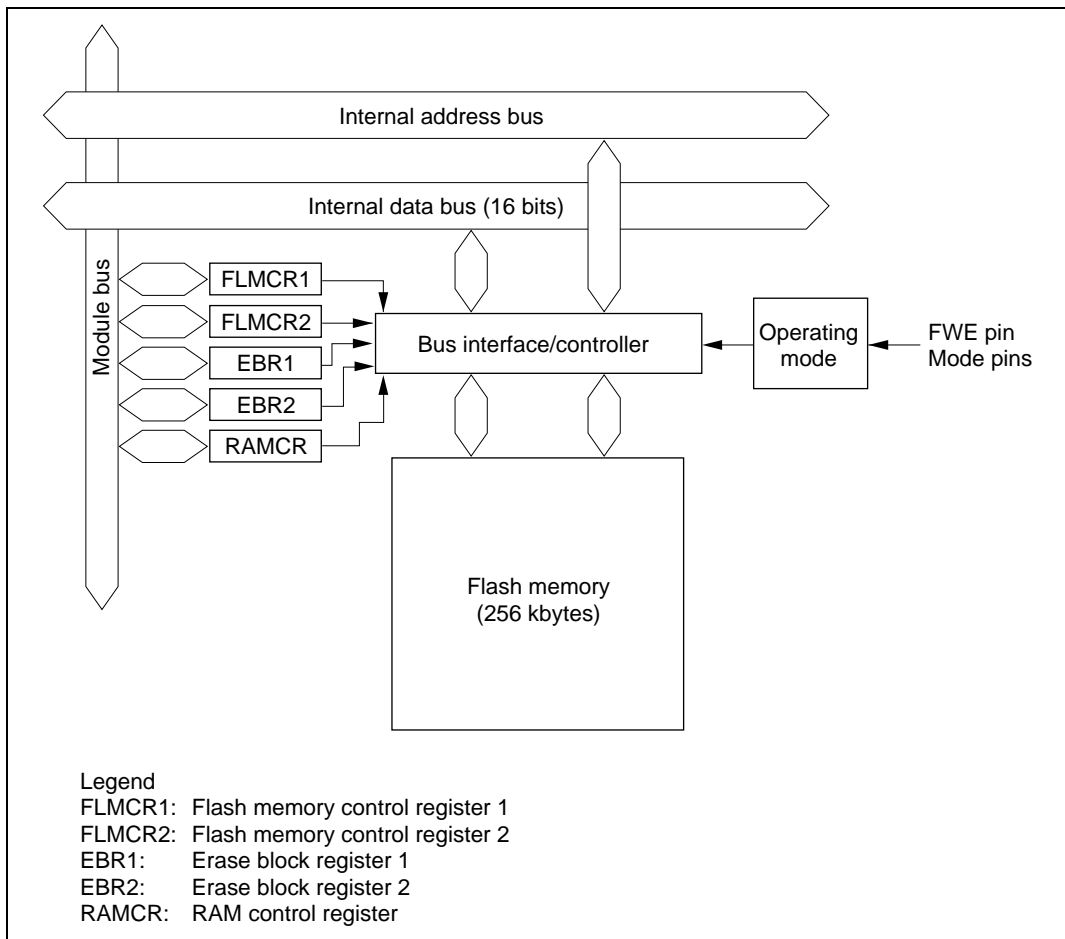 Internal address bus
Internal data bus (16 bits)
Module bus
FLMCR1
FLMCR2
EBR1
EBR2
RAMCR
Bus interface/controller
Operating
mode
FWE pin
Mode pins
Flash memory
(256 kbytes)
Legend
FLMCR1: Flash memory control register 1
FLMCR2: Flash memory control register 2
EBR1: Erase block register 1
EBR2: Erase block register 2
RAMCR: RAM control register